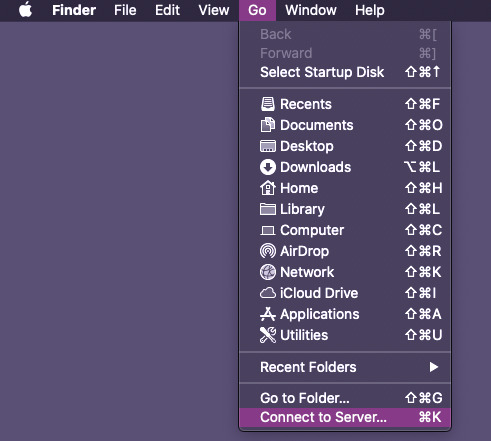 Finder File Edit View Go Window Help
Back ⌘[
Forward ⌘]
Select Startup Disk ⇧⌘↑
Recents ⇧⌘F
Documents ⇧⌘O
Desktop ⇧⌘D
Downloads ⌥⌘L
Home ⇧⌘H
Library ⇧⌘L
Computer ⇧⌘C
AirDrop ⇧⌘R
Network ⇧⌘K
iCloud Drive ⇧⌘I
Applications ⇧⌘A
Utilities ⇧⌘U
Recent Folders ▶
Go to Folder... ⇧⌘G
Connect to Server... ⌘K